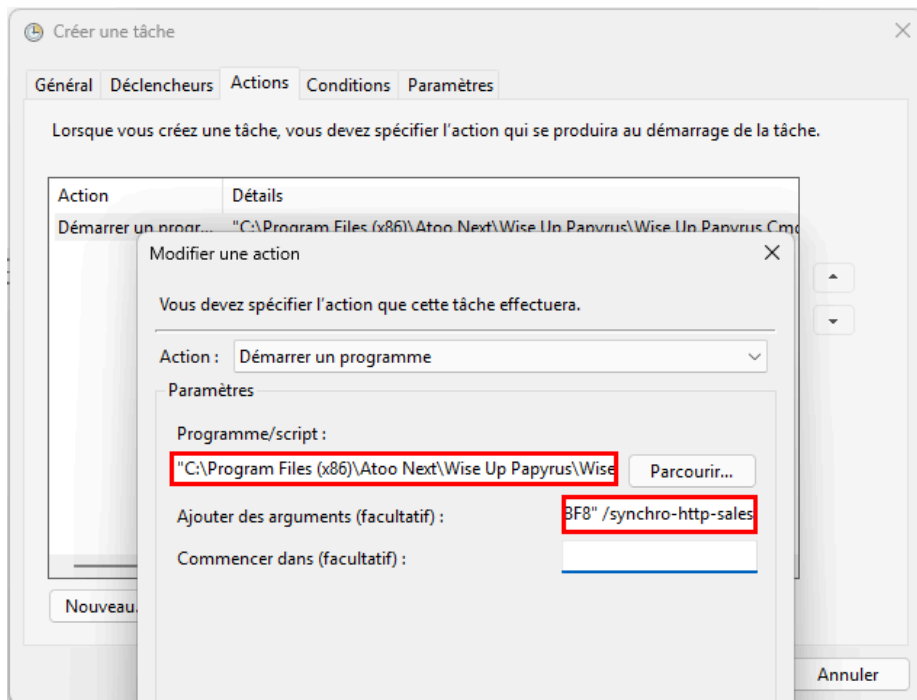 Créer une tâche
Général Déclencheurs Actions Conditions Paramètres
Lorsque vous créez une tâche, vous devez spécifier l'action qui se produira au démarrage de la tâche.
Action Détails
Démarrer un progr... "C:\Program Files (x86)\Atoo Next\Wise Up Papyrus\Wise Up Papyrus Cmd
Modifier une action
Vous devez spécifier l'action que cette tâche effectuera.
Action : Démarrer un programme
Paramètres
Programme/script :
"C:\Program Files (x86)\Atoo Next\Wise Up Papyrus\Wise Parcourir...
Ajouter des arguments (facultatif) : BF8" /synchro-http-sales
Commencer dans (facultatif) :
Nouveau.
Annuler